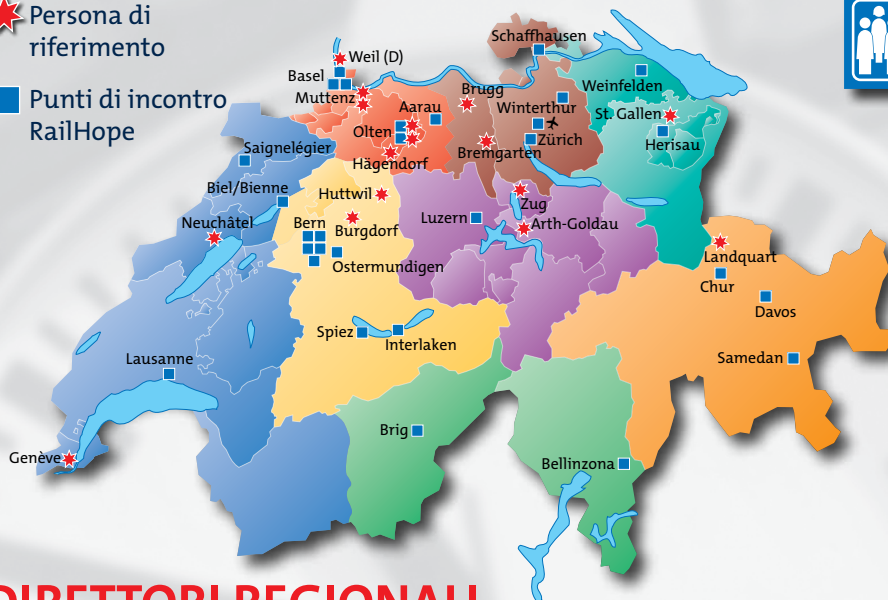 Persona di
riferimento
Punti di incontro
RailHope
Schaffhausen
Weil (D)
Basel
Muttenz
Brugg
Weinfelden
Aarau
Winterthur
St. Gallen
Olten
Zürich
Herisau
Saignelégier
Hägendorf
Bremgarten
Biel/Bienne
Huttwil
Zug
Neuchâtel
Bern
Burgdorf
Luzern
Arth-Goldau
Ostermundigen
Landquart
Chur
Davos
Spiez
Interlaken
Lausanne
Samedan
Brig
Genève
Bellinzona
DIRETTORI REGIONALI